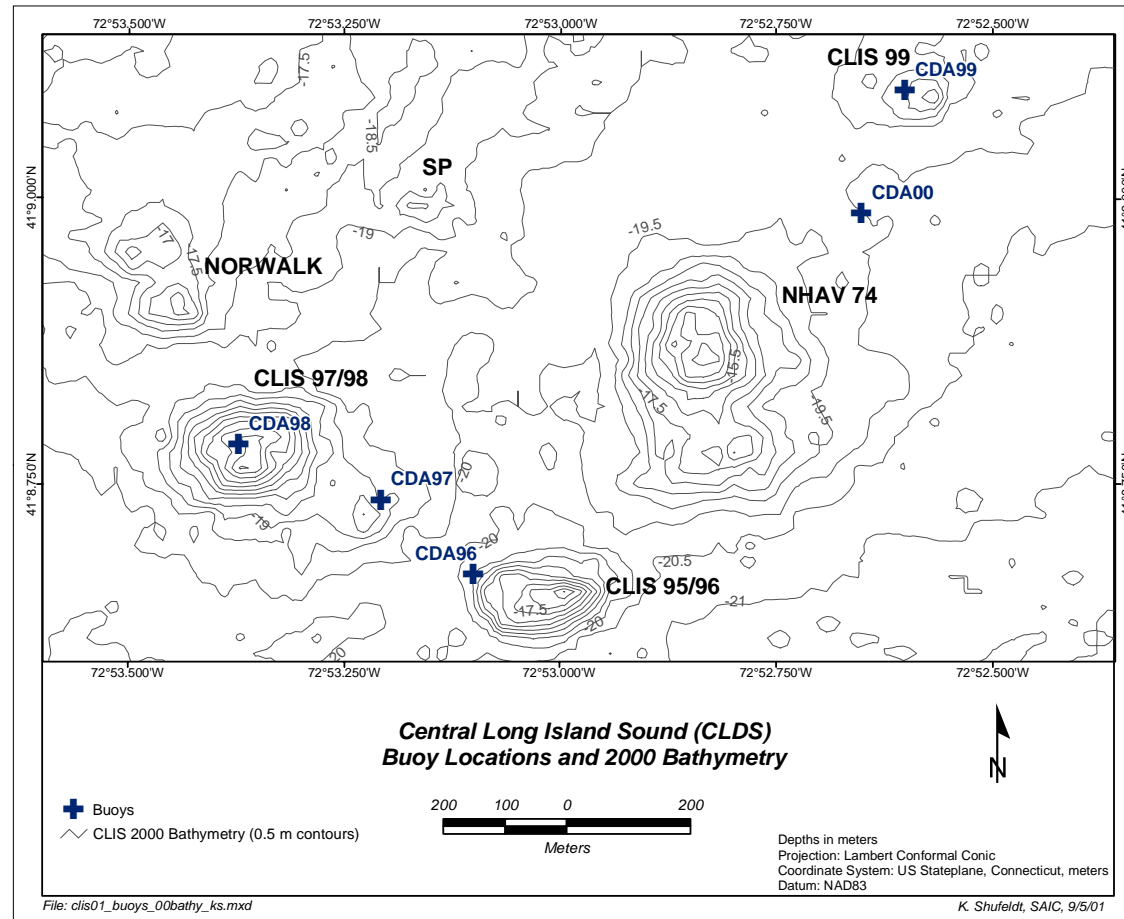 72°53.500'W 72°53.250'W 72°53.000'W 72°52.750'W 72°52.500'W
-17.5
CLIS 99
CDA99
-18.5
SP
CDA00
41°9.000'N
-19
-19.5
-17
-17.5
NORWALK
NHAV 74
-15.5
CLIS 97/98
-17.5
-19.5
CDA98
-20
CDA97
41°8.750'N
-19
-20
CDA96
-20.5
CLIS 95/96
-17.5
-21
-20
-20
72°53.500'W 72°53.250'W 72°53.000'W 72°52.750'W 72°52.500'W
Central Long Island Sound (CLDS)
Buoy Locations and 2000 Bathymetry
N
Buoys
CLIS 2000 Bathymetry (0.5 m contours)
200 100 0 200
Meters
Depths in meters
Projection: Lambert Conformal Conic
Coordinate System: US Stateplane, Connecticut, meters
Datum: NAD83
File: clis01_buoys_00bathy_ks.mxd
K. Shufeldt, SAIC, 9/5/01